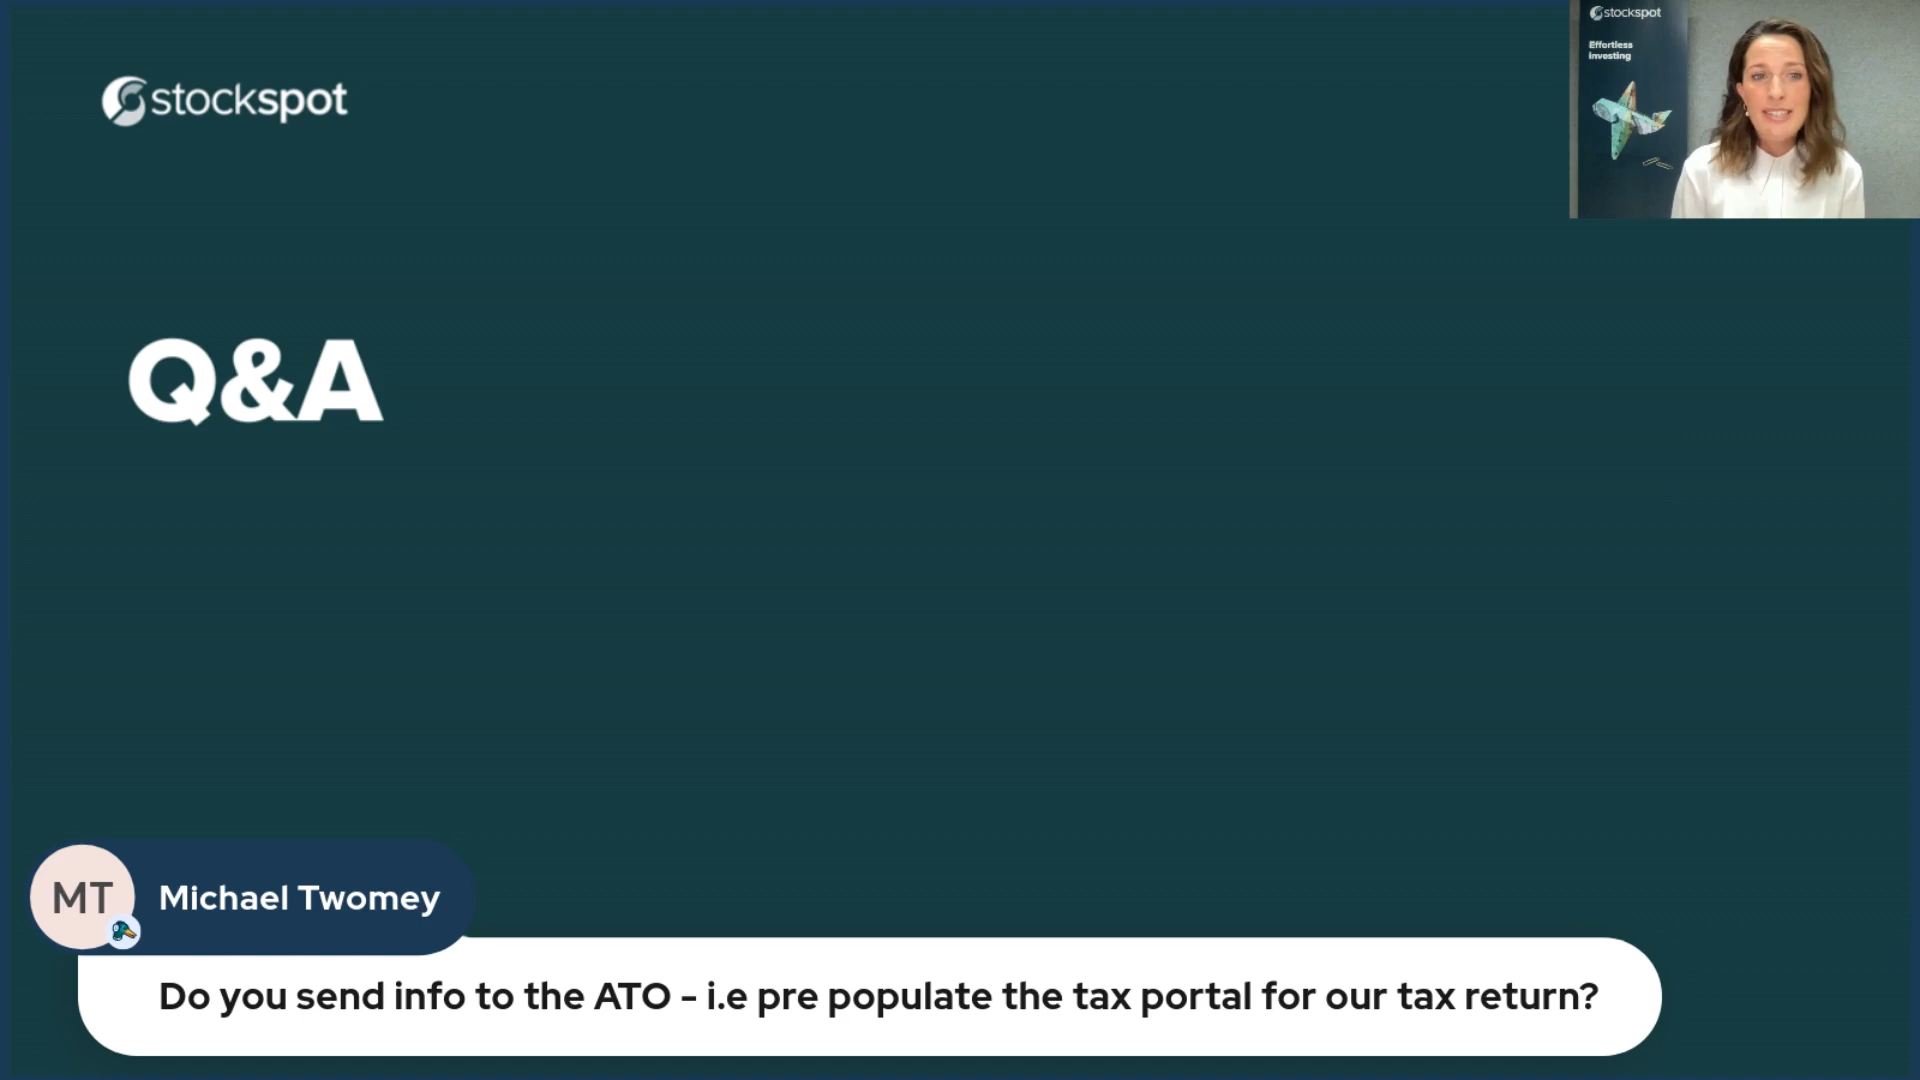 stockspot
stockspot
Effortless
Investing
Q&A
MT
Michael Twomey
Do you send info to the ATO - i.e pre populate the tax portal for our tax return?